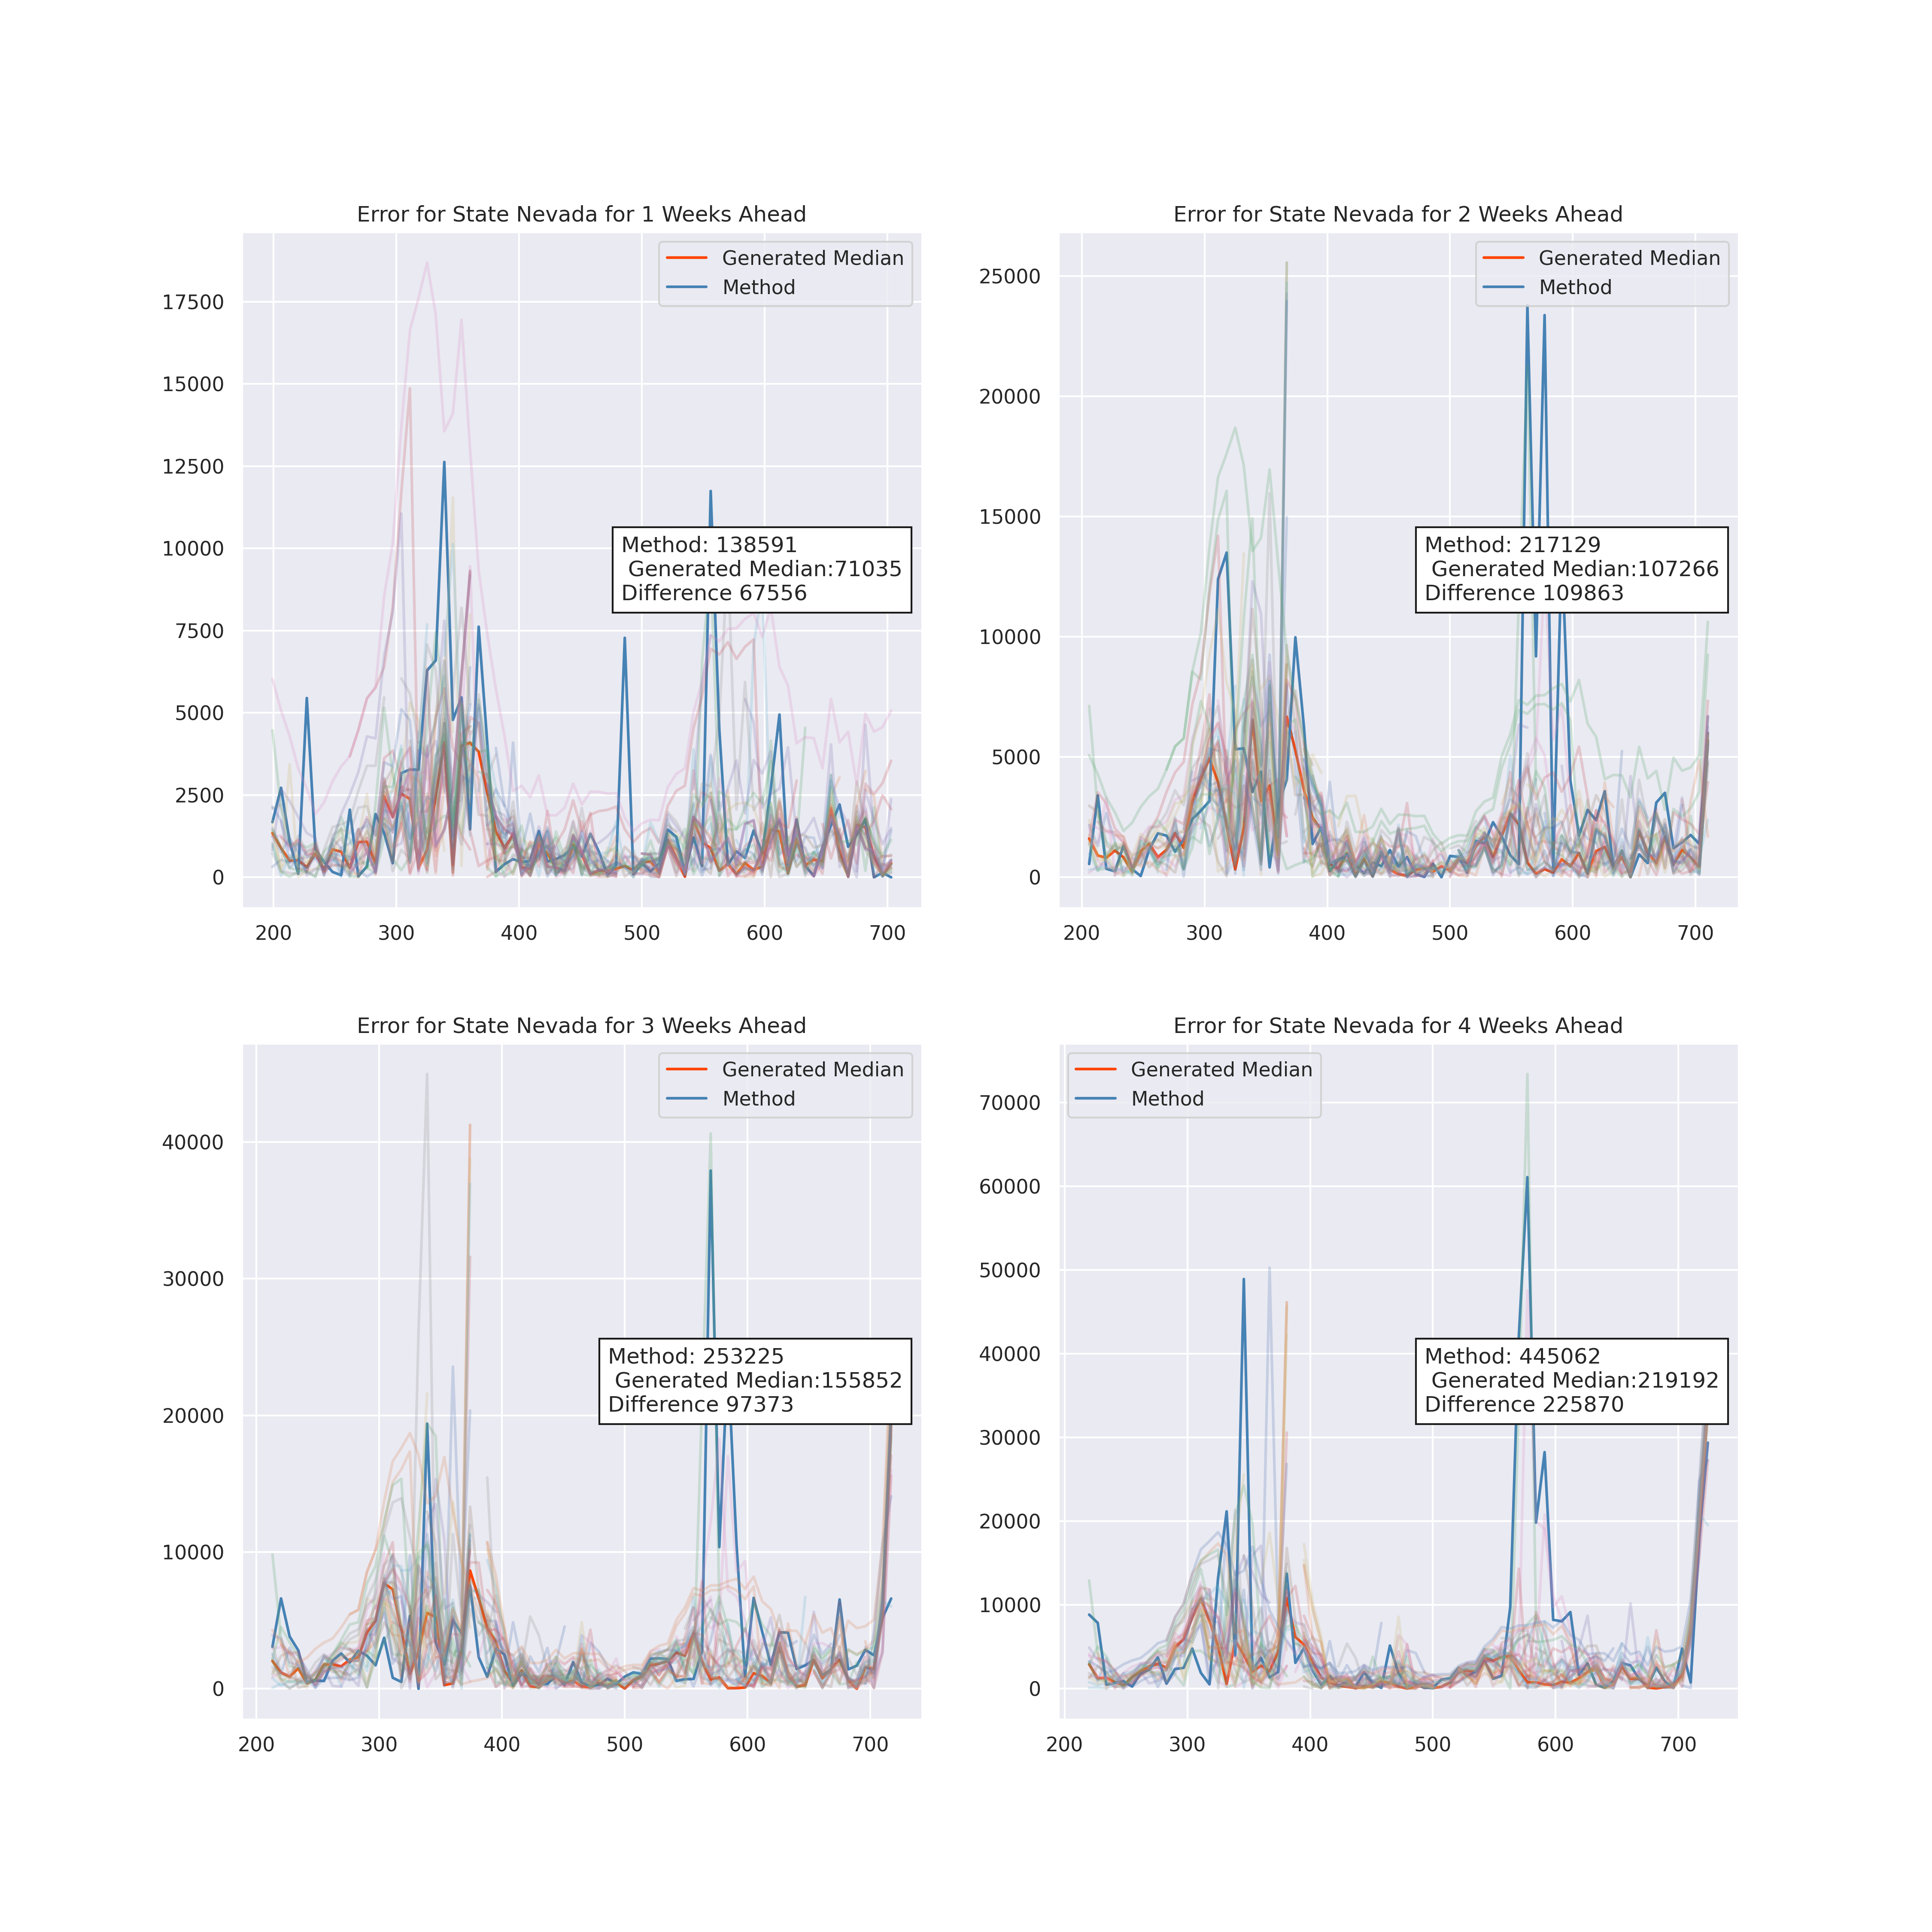 Error for State Nevada for 1 Weeks Ahead
Generated Median
Method
17500
15000
12500
10000
7500
5000
2500
0
Method: 138591
Generated Median:71035
Difference 67556
200 300 400 500 600 700
Error for State Nevada for 2 Weeks Ahead
Generated Median
Method
25000
20000
15000
10000
5000
0
Method: 217129
Generated Median:107266
Difference 109863
200 300 400 500 600 700
Error for State Nevada for 3 Weeks Ahead
Generated Median
Method
40000
30000
20000
10000
0
Method: 253225
Generated Median:155852
Difference 97373
200 300 400 500 600 700
Error for State Nevada for 4 Weeks Ahead
Generated Median
Method
70000
60000
50000
40000
30000
20000
10000
0
Method: 445062
Generated Median:219192
Difference 225870
200 300 400 500 600 700